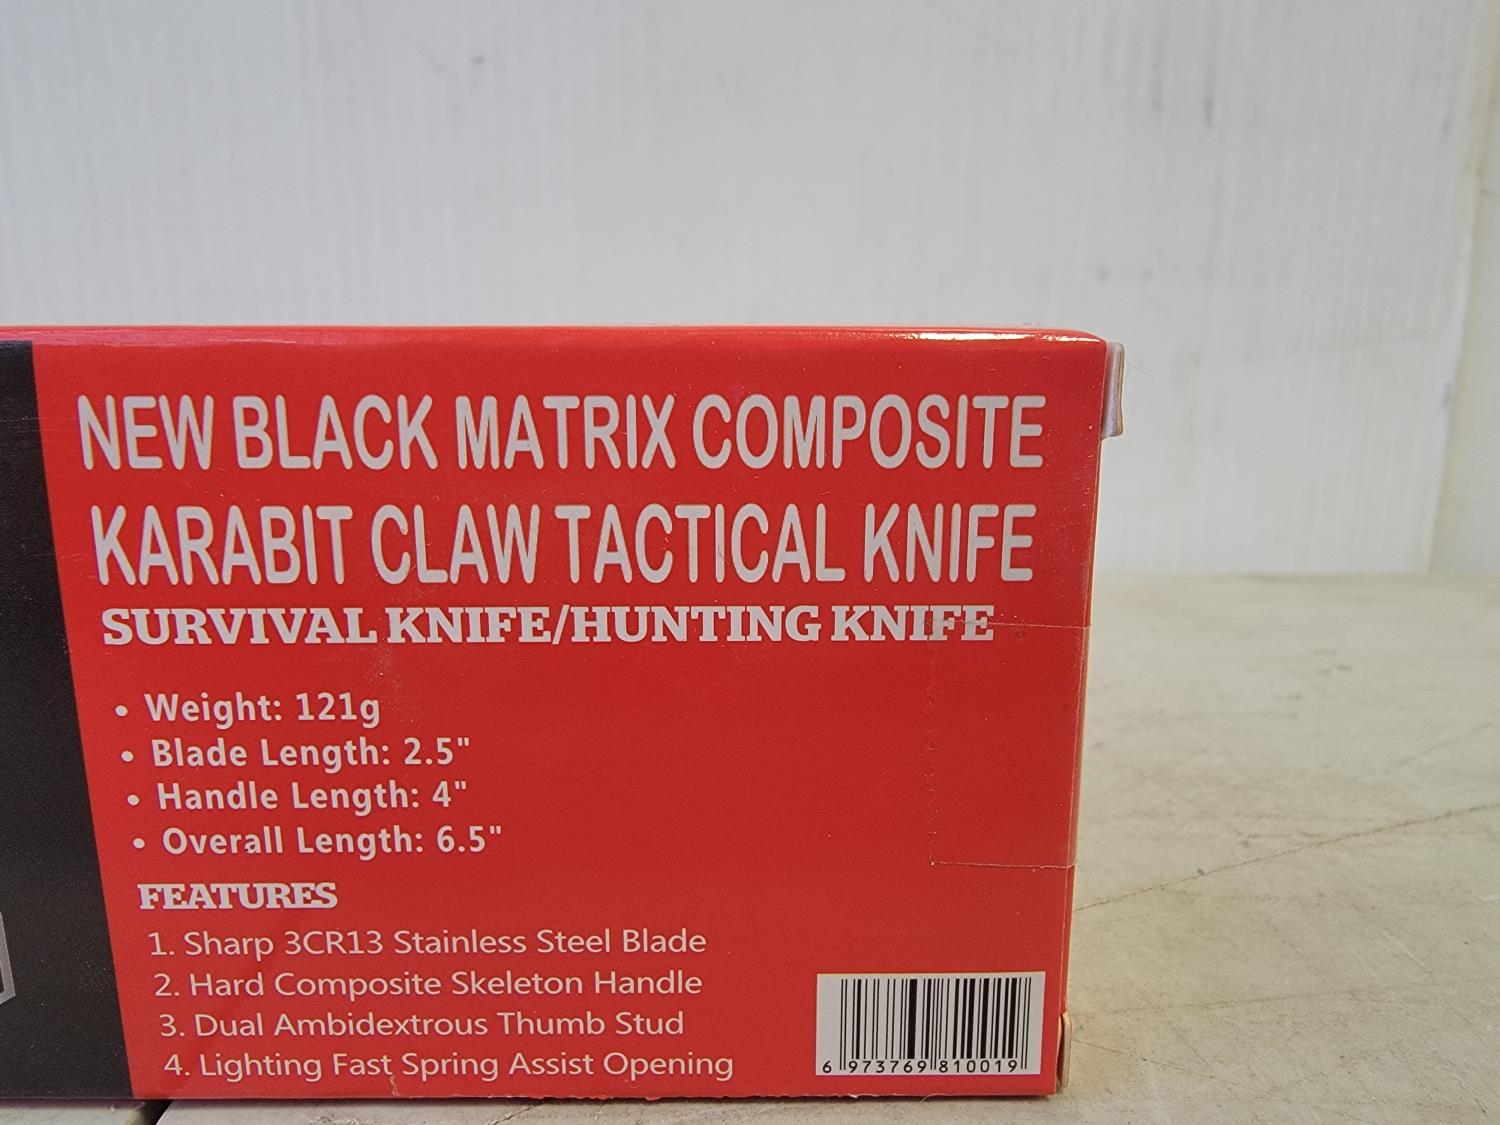 NEW BLACK MATRIX COMPOSITE
KARABIT CLAW TACTICAL KNIFE
SURVIVAL KNIFE/HUNTING KNIFE
• Weight: 121g
• Blade Length: 2.5"
• Handle Length: 4"
• Overall Length: 6.5"
FEATURES
1. Sharp 3CR13 Stainless Steel Blade
2. Hard Composite Skeleton Handle
3. Dual Ambidextrous Thumb Stud
4. Lighting Fast Spring Assist Opening
6 973769 810019